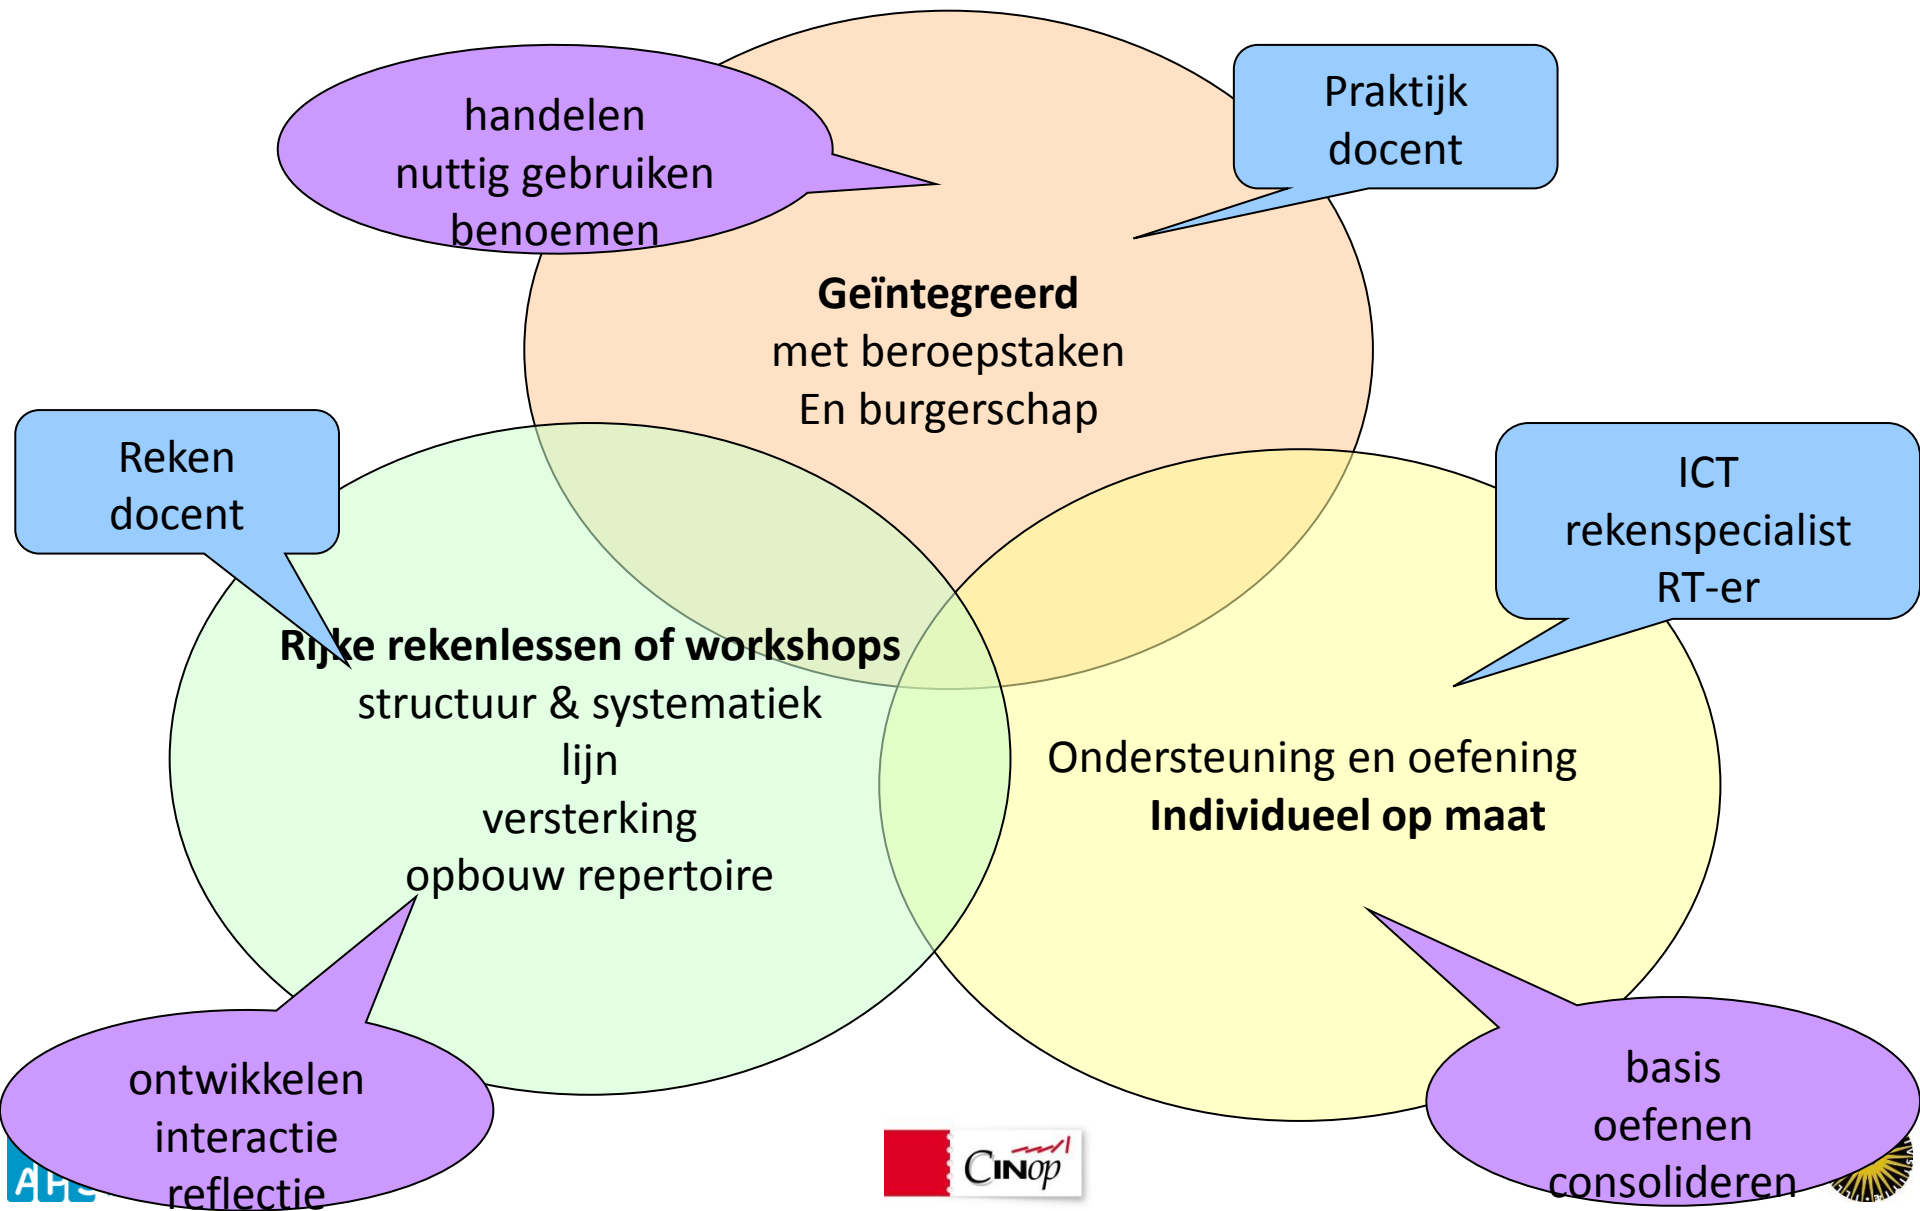 handelen
nuttig gebruiken
benoemen
Praktijk
docent
Geïntegreerd
met beroepstaken
En burgerschap
Reken
docent
ICT
rekenspecialist
RT-er
Rijke rekenlessen of workshops
structuur & systematiek
lijn
versterking
opbouw repertoire
Ondersteuning en oefening
Individueel op maat
ontwikkelen
interactie
reflectie
basis
oefenen
consolideren
CINOP